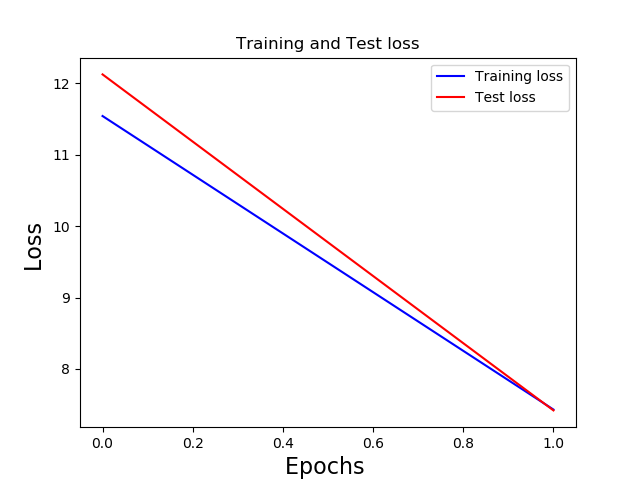 Training and Test loss
Training loss
Test loss
12
11
10
9
8
Loss
0.0 0.2 0.4 0.6 0.8 1.0
Epochs